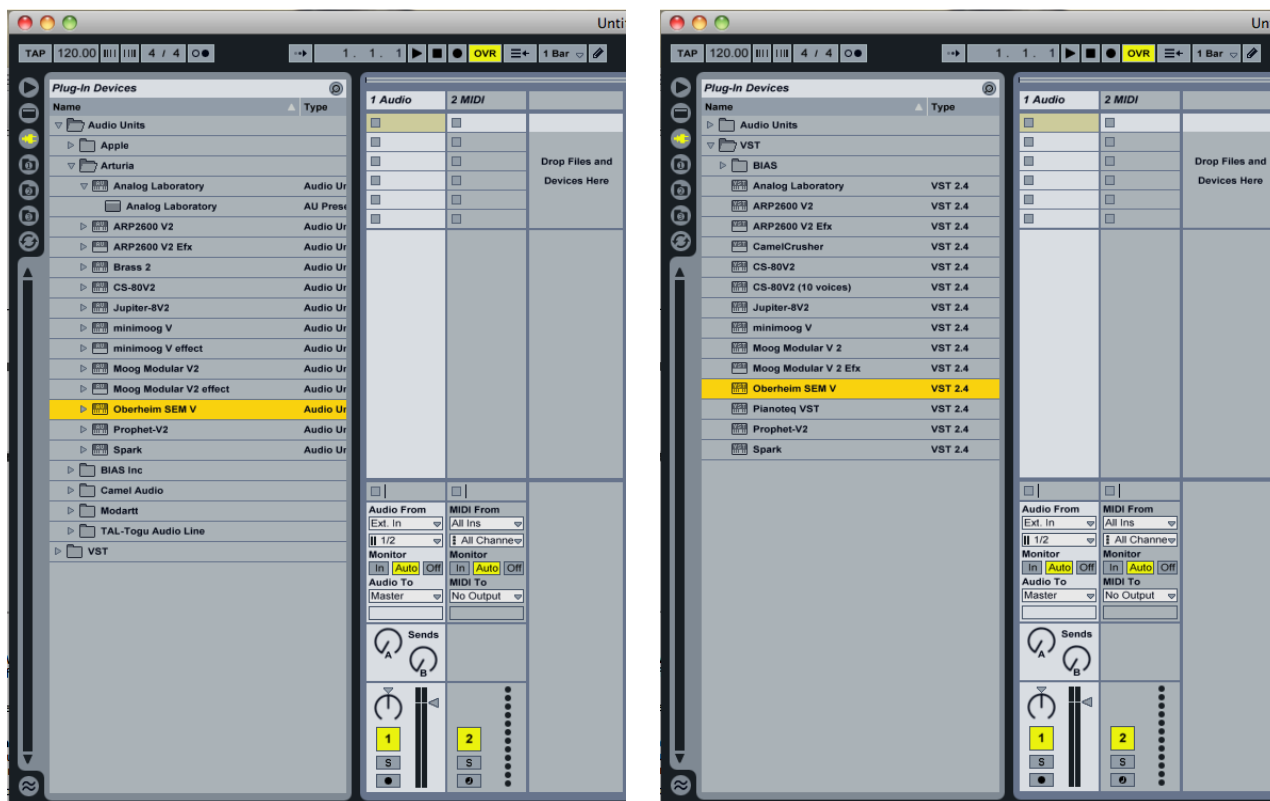 Unti
TAP 120.00 4 / 4 1. 1. 1 OVR 1 Bar
Plug-In Devices
Name Type
Audio Units
Apple
Arturia
Analog Laboratory Audio Un
Analog Laboratory AU Prese
ARP2600 V2 Audio Un
ARP2600 V2 Efx Audio Un
Brass 2 Audio Un
CS-80V2 Audio Un
Jupiter-8V2 Audio Un
minimoog V Audio Un
minimoog V effect Audio Un
Moog Modular V2 Audio Un
Moog Modular V2 effect Audio Un
Oberheim SEM V Audio Un
Prophet-V2 Audio Un
Spark Audio Un
BIAS Inc
Camel Audio
Modartt
TAL-Togu Audio Line
VST
1 Audio 2 MIDI
Drop Files and
Devices Here
Audio From MIDI From
Ext. In All Ins
1/2 All Channe
Monitor Monitor
In Auto Off In Auto Off
Audio To MIDI To
Master No Output
Sends
A
B
1 2
S S
Un
TAP 120.00 4 / 4 1. 1. 1 OVR 1 Bar
Plug-In Devices
Name Type
Audio Units
VST
BIAS
Analog Laboratory VST 2.4
ARP2600 V2 VST 2.4
ARP2600 V2 Efx VST 2.4
CamelCrusher VST 2.4
CS-80V2 VST 2.4
CS-80V2 (10 voices) VST 2.4
Jupiter-8V2 VST 2.4
minimoog V VST 2.4
Moog Modular V 2 VST 2.4
Moog Modular V 2 Efx VST 2.4
Oberheim SEM V VST 2.4
Pianoteq VST VST 2.4
Prophet-V2 VST 2.4
Spark VST 2.4
1 Audio 2 MIDI
Drop Files and
Devices Here
Audio From MIDI From
Ext. In All Ins
1/2 All Channe
Monitor Monitor
In Auto Off In Auto Off
Audio To MIDI To
Master No Output
Sends
A
B
1 2
S S